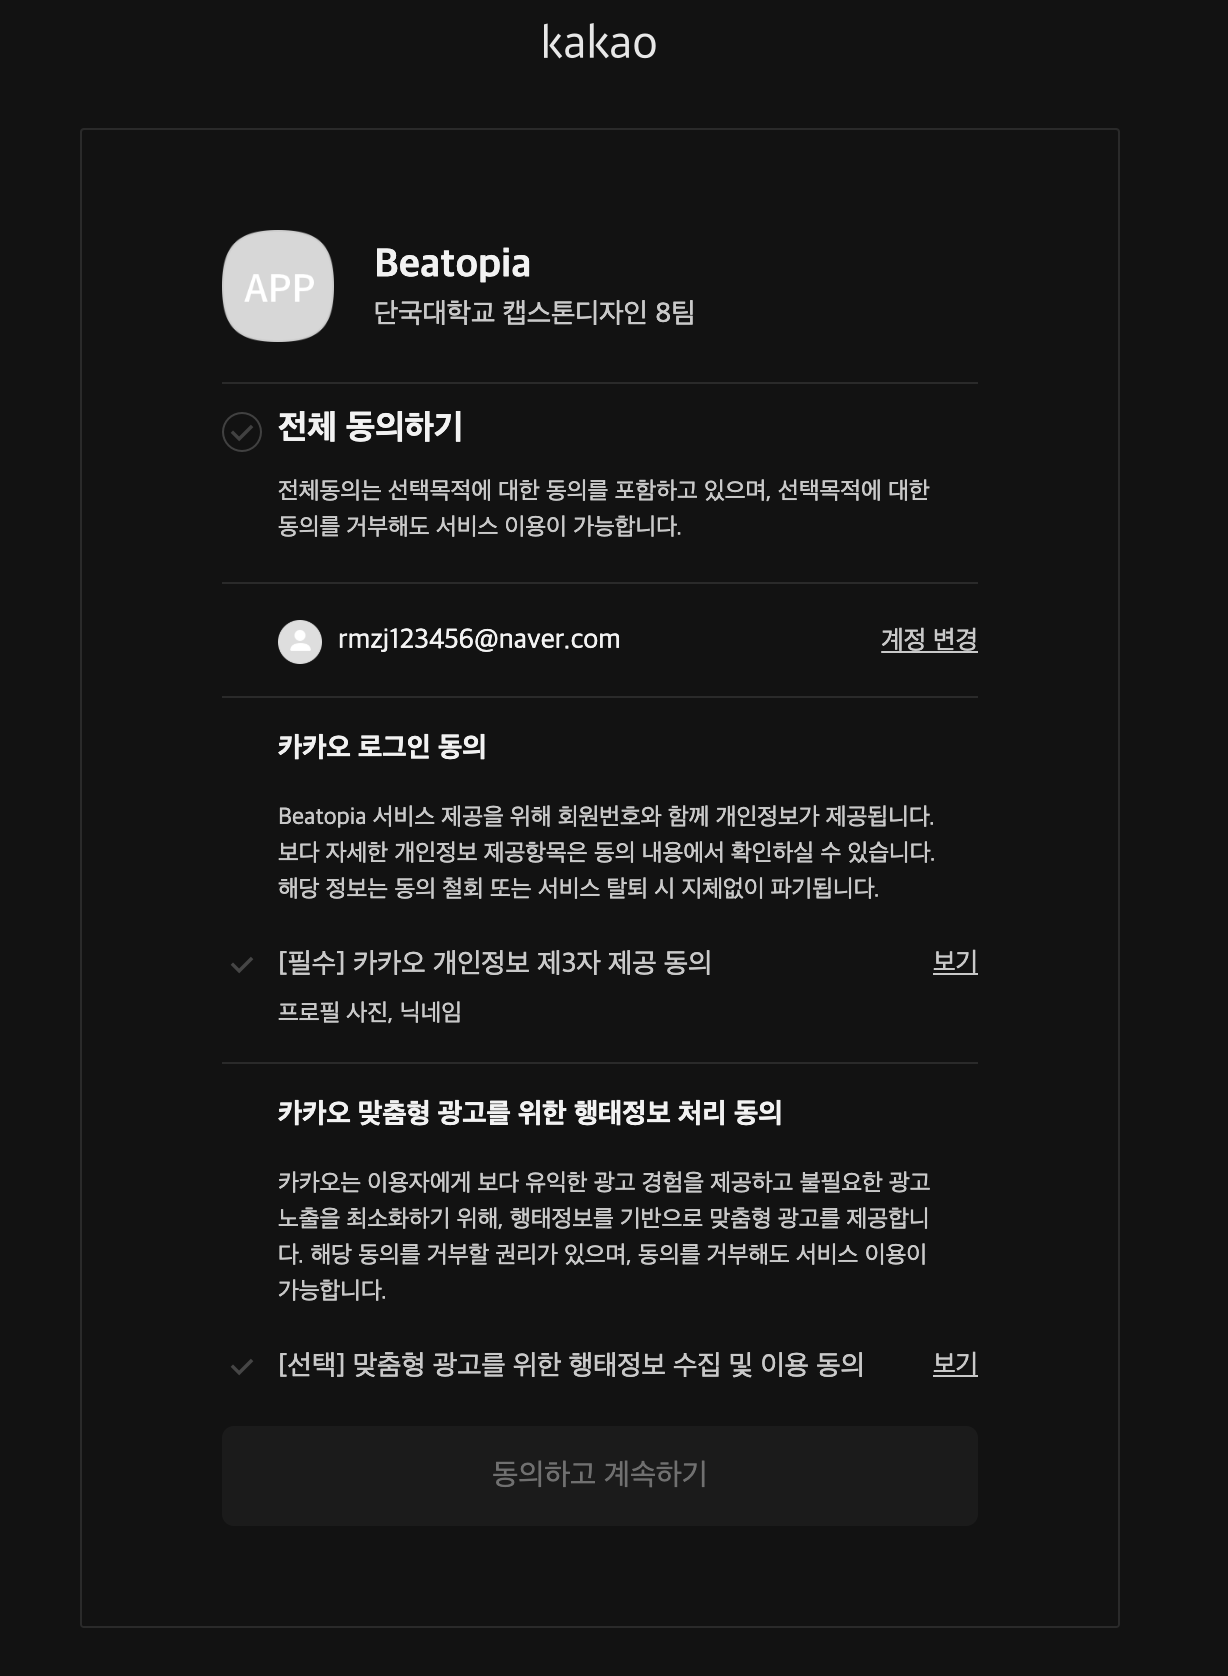 kakao
APP
Beatopia
단국대학교 캡스톤디자인 8팀
전체 동의하기
전체동의는 선택목적에 대한 동의를 포함하고 있으며, 선택목적에 대한
동의를 거부해도 서비스 이용이 가능합니다.
rmzj123456@naver.com 계정 변경
카카오 로그인 동의
Beatopia 서비스 제공을 위해 회원번호와 함께 개인정보가 제공됩니다.
보다 자세한 개인정보 제공항목은 동의 내용에서 확인하실 수 있습니다.
해당 정보는 동의 철회 또는 서비스 탈퇴 시 지체없이 파기됩니다.
[필수] 카카오 개인정보 제3자 제공 동의 보기
프로필 사진, 닉네임
카카오 맞춤형 광고를 위한 행태정보 처리 동의
카카오는 이용자에게 보다 유익한 광고 경험을 제공하고 불필요한 광고
노출을 최소화하기 위해, 행태정보를 기반으로 맞춤형 광고를 제공합니
다. 해당 동의를 거부할 권리가 있으며, 동의를 거부해도 서비스 이용이
가능합니다.
[선택] 맞춤형 광고를 위한 행태정보 수집 및 이용 동의 보기
동의하고 계속하기